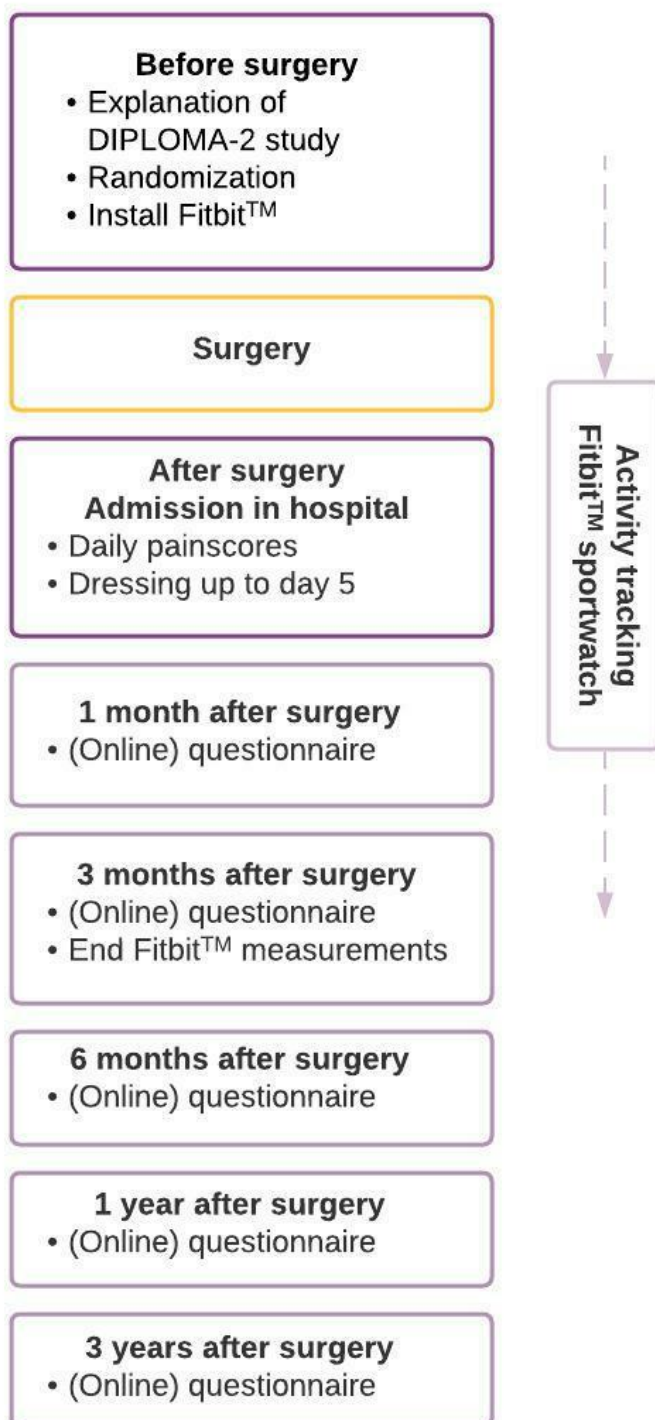 Before surgery
• Explanation of
DIPLOMA-2 study
• Randomization
• Install Fitbit™
Surgery
After surgery
Admission in hospital
• Daily painscores
• Dressing up to day 5
1 month after surgery
• (Online) questionnaire
3 months after surgery
• (Online) questionnaire
• End Fitbit™ measurements
6 months after surgery
• (Online) questionnaire
1 year after surgery
• (Online) questionnaire
3 years after surgery
• (Online) questionnaire
Activity tracking
Fitbit™ sportwatch